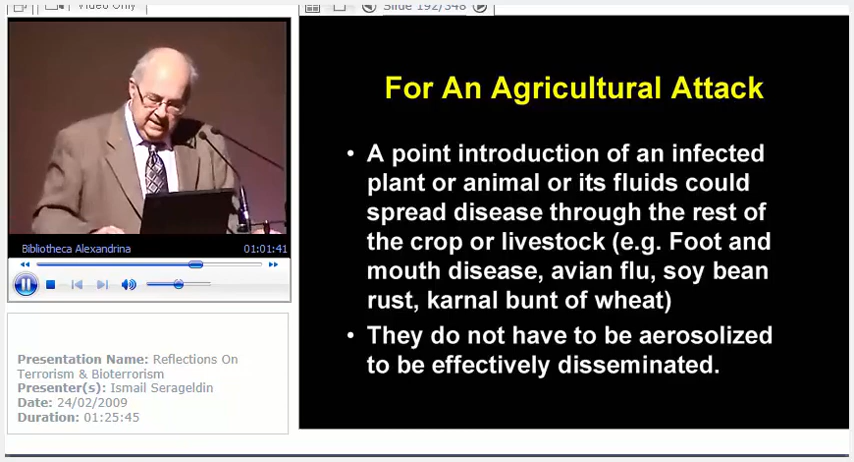 Video Only
Slide 192/348
For An Agricultural Attack
• A point introduction of an infected
plant or animal or its fluids could
spread disease through the rest of
the crop or livestock (e.g. Foot and
mouth disease, avian flu, soy bean
rust, karnal bunt of wheat)
• They do not have to be aerosolized
to be effectively disseminated.
Bibliotheca Alexandrina 01:01:41
Presentation Name: Reflections On
Terrorism & Bioterrorism
Presenter(s): Ismail Serageldin
Date: 24/02/2009
Duration: 01:25:45